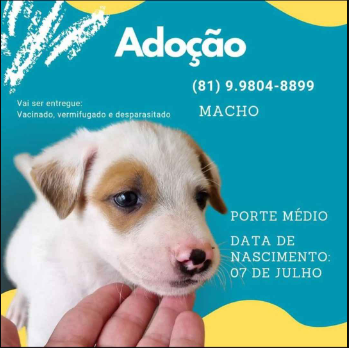 Adoção
(81) 9.9804-8899
Vai ser entregue:
Vacinado, vermifugado e desparasitado
MACHO
PORTE MÉDIO
DATA DE
NASCIMENTO:
07 DE JULHO